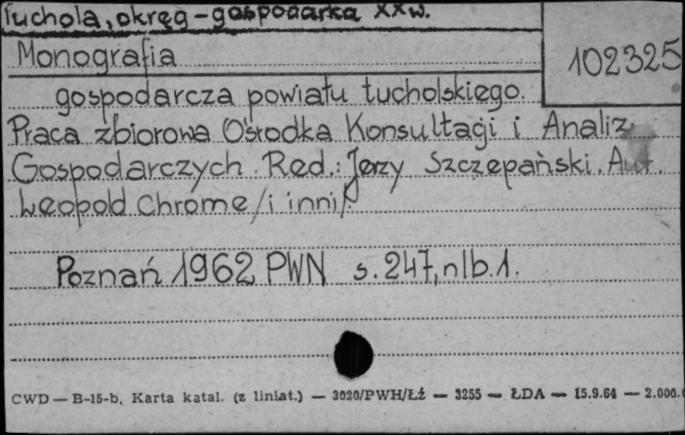 Tuchola, okręg - gospodarka XXw.
Monografia
102325
gospodarcza powiatu tucholskiego.
Praca zbiorowa Ośrodka Konsultacji i Analiz
Gospodarczych. Red.: Jerzy Szczepański. Aut.
Leopold Chrome /i inni/.
Poznań 1962 PWN s. 247, nlb. 1.
CWD — B-15-b, Karta katal. (z liniat.) — 3020/PWH/Łź — 3255 — ŁDA — 15.9.64 — 2.000.